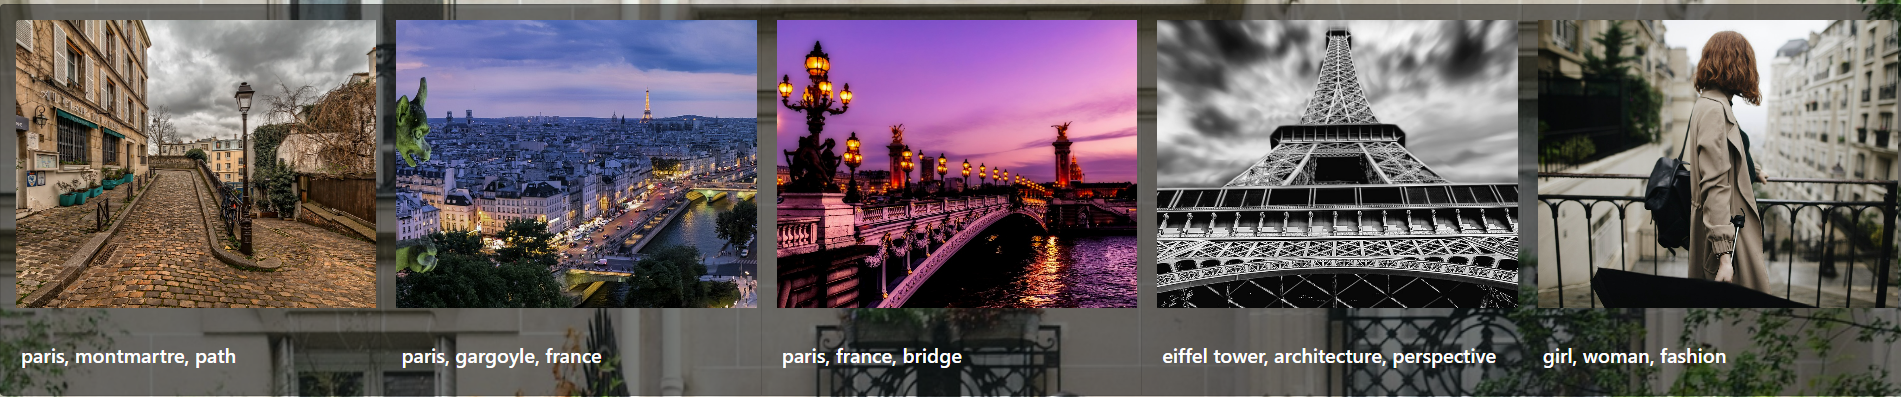 paris, montmartre, path
paris, gargoyle, france
paris, france, bridge
eiffel tower, architecture, perspective
girl, woman, fashion